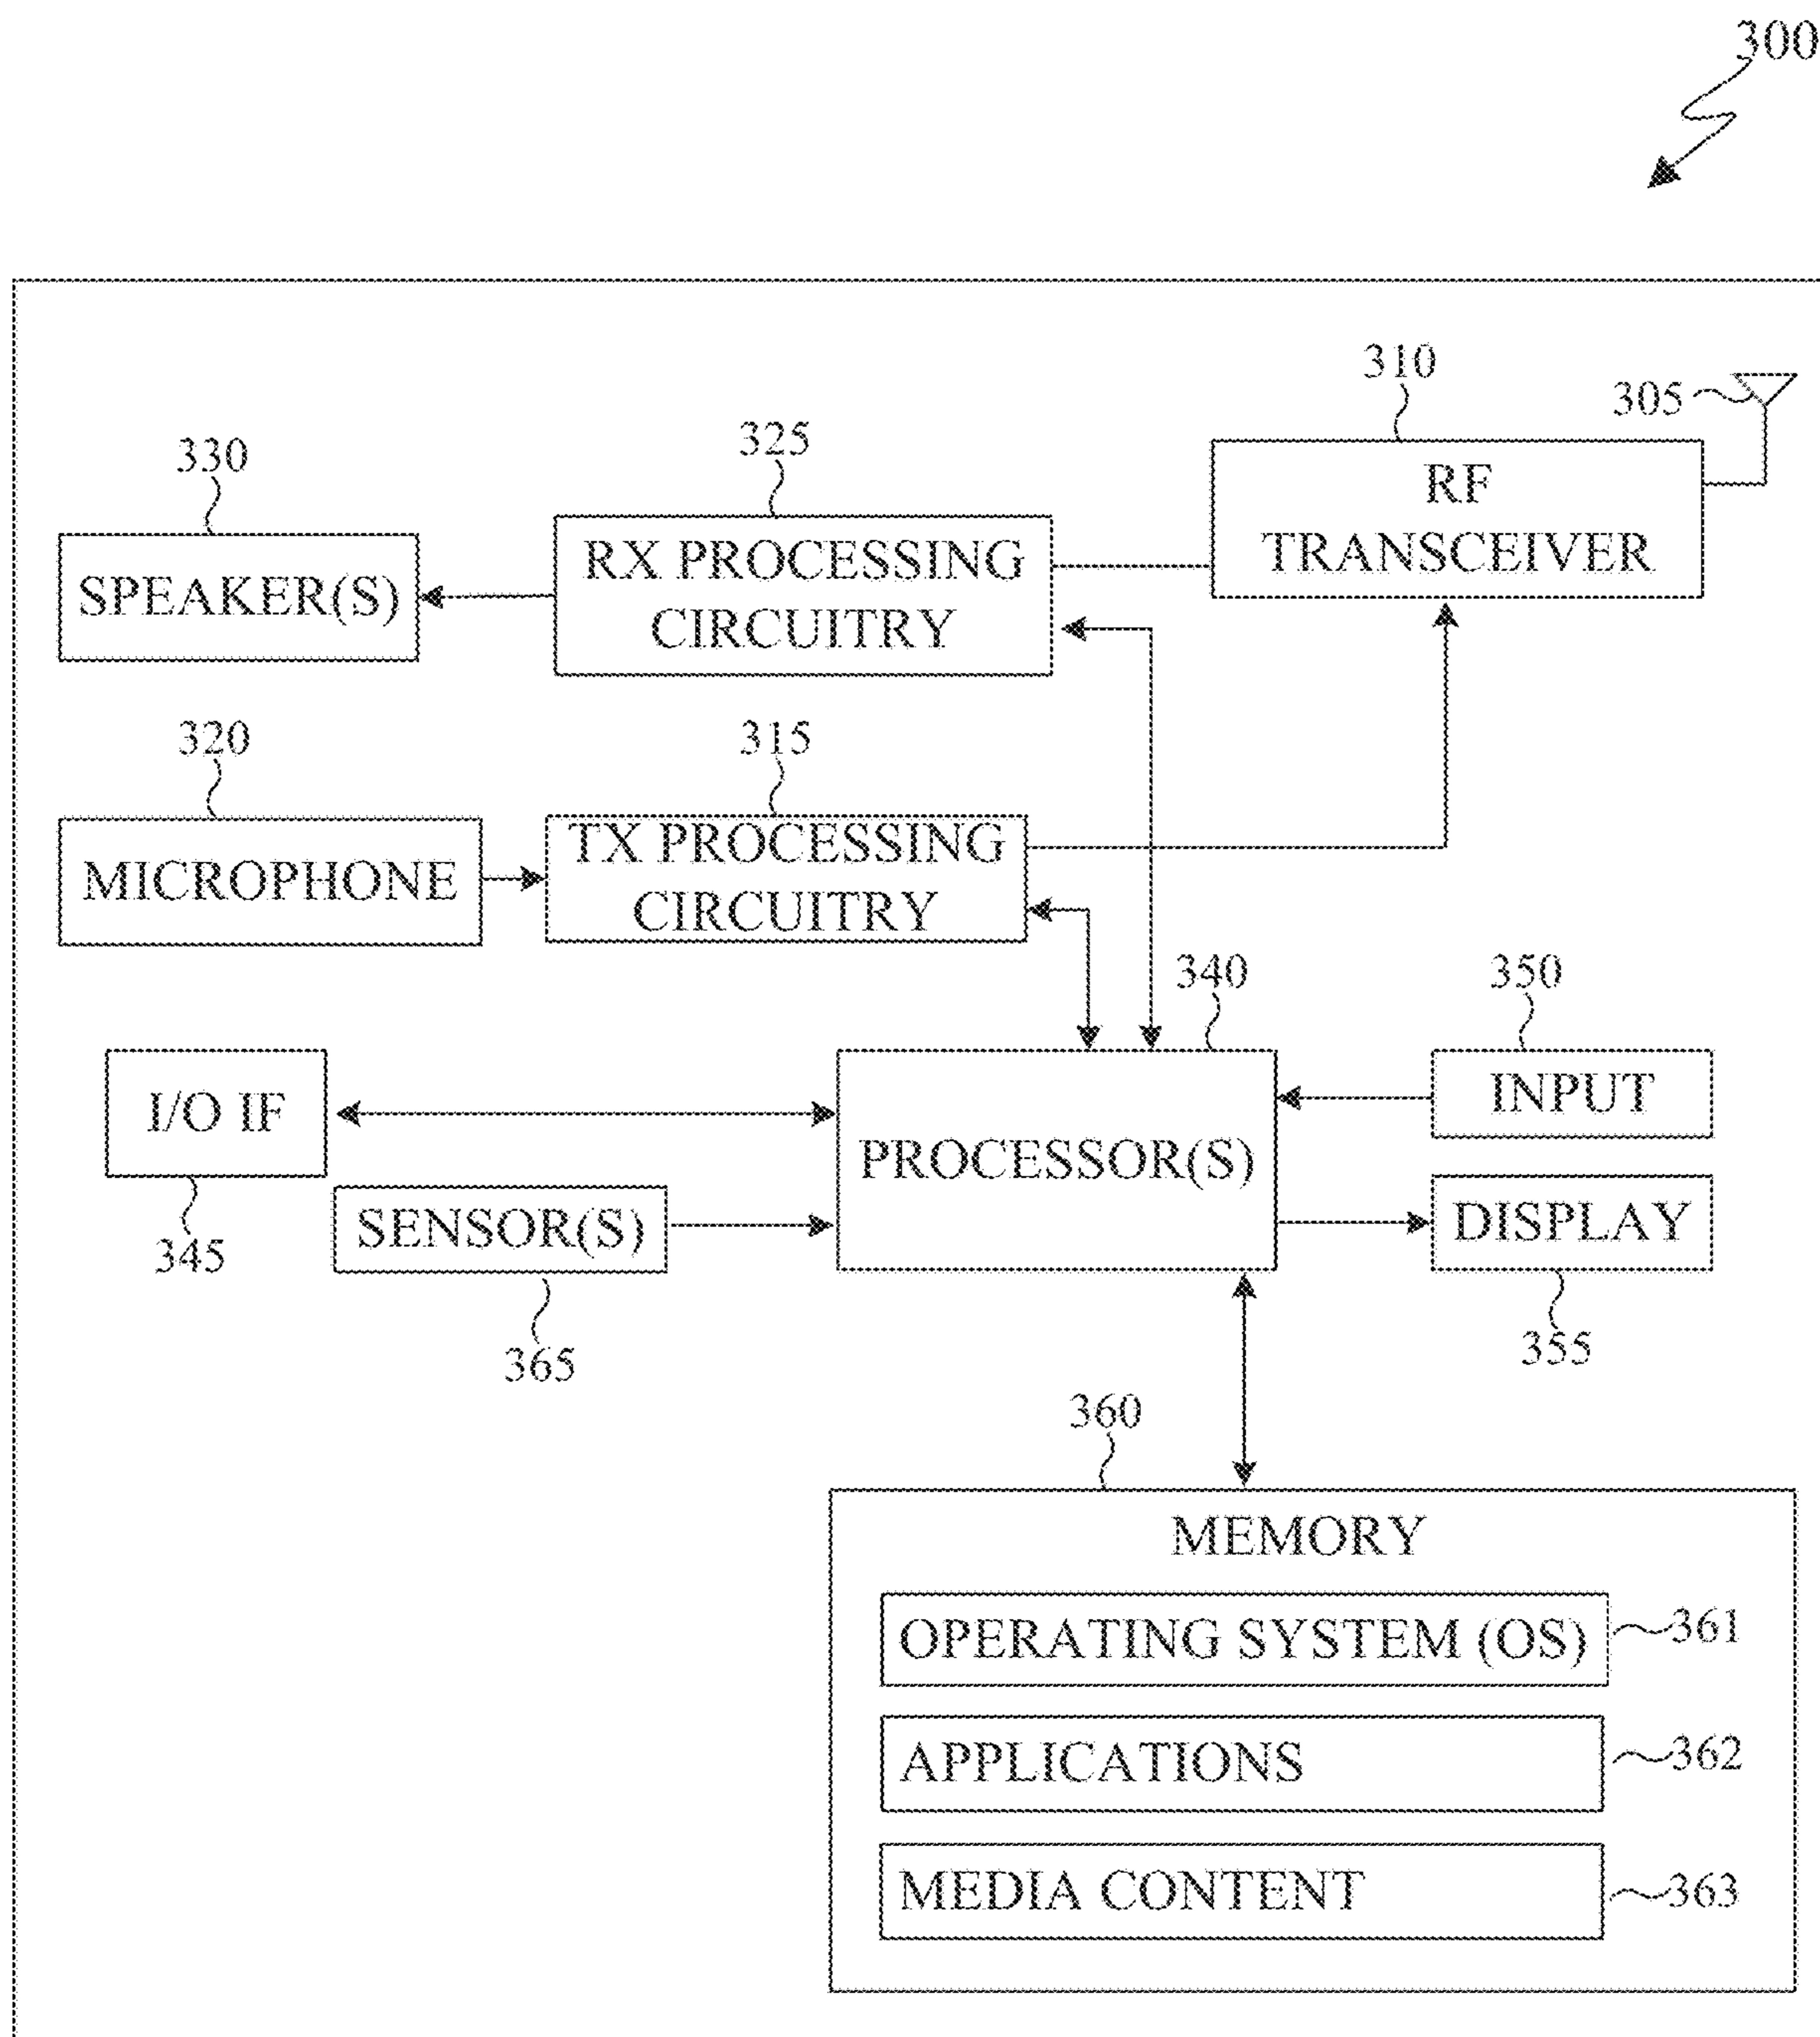 300
310
305
325
330
RF
TRANSCEIVER
RX PROCESSING
CIRCUITRY
SPEAKER(S)
320
315
MICROPHONE
TX PROCESSING
CIRCUITRY
340
350
I/O IF
INPUT
PROCESSOR(S)
SENSOR(S)
DISPLAY
345
365
355
360
MEMORY
OPERATING SYSTEM (OS)
361
APPLICATIONS
362
MEDIA CONTENT
363